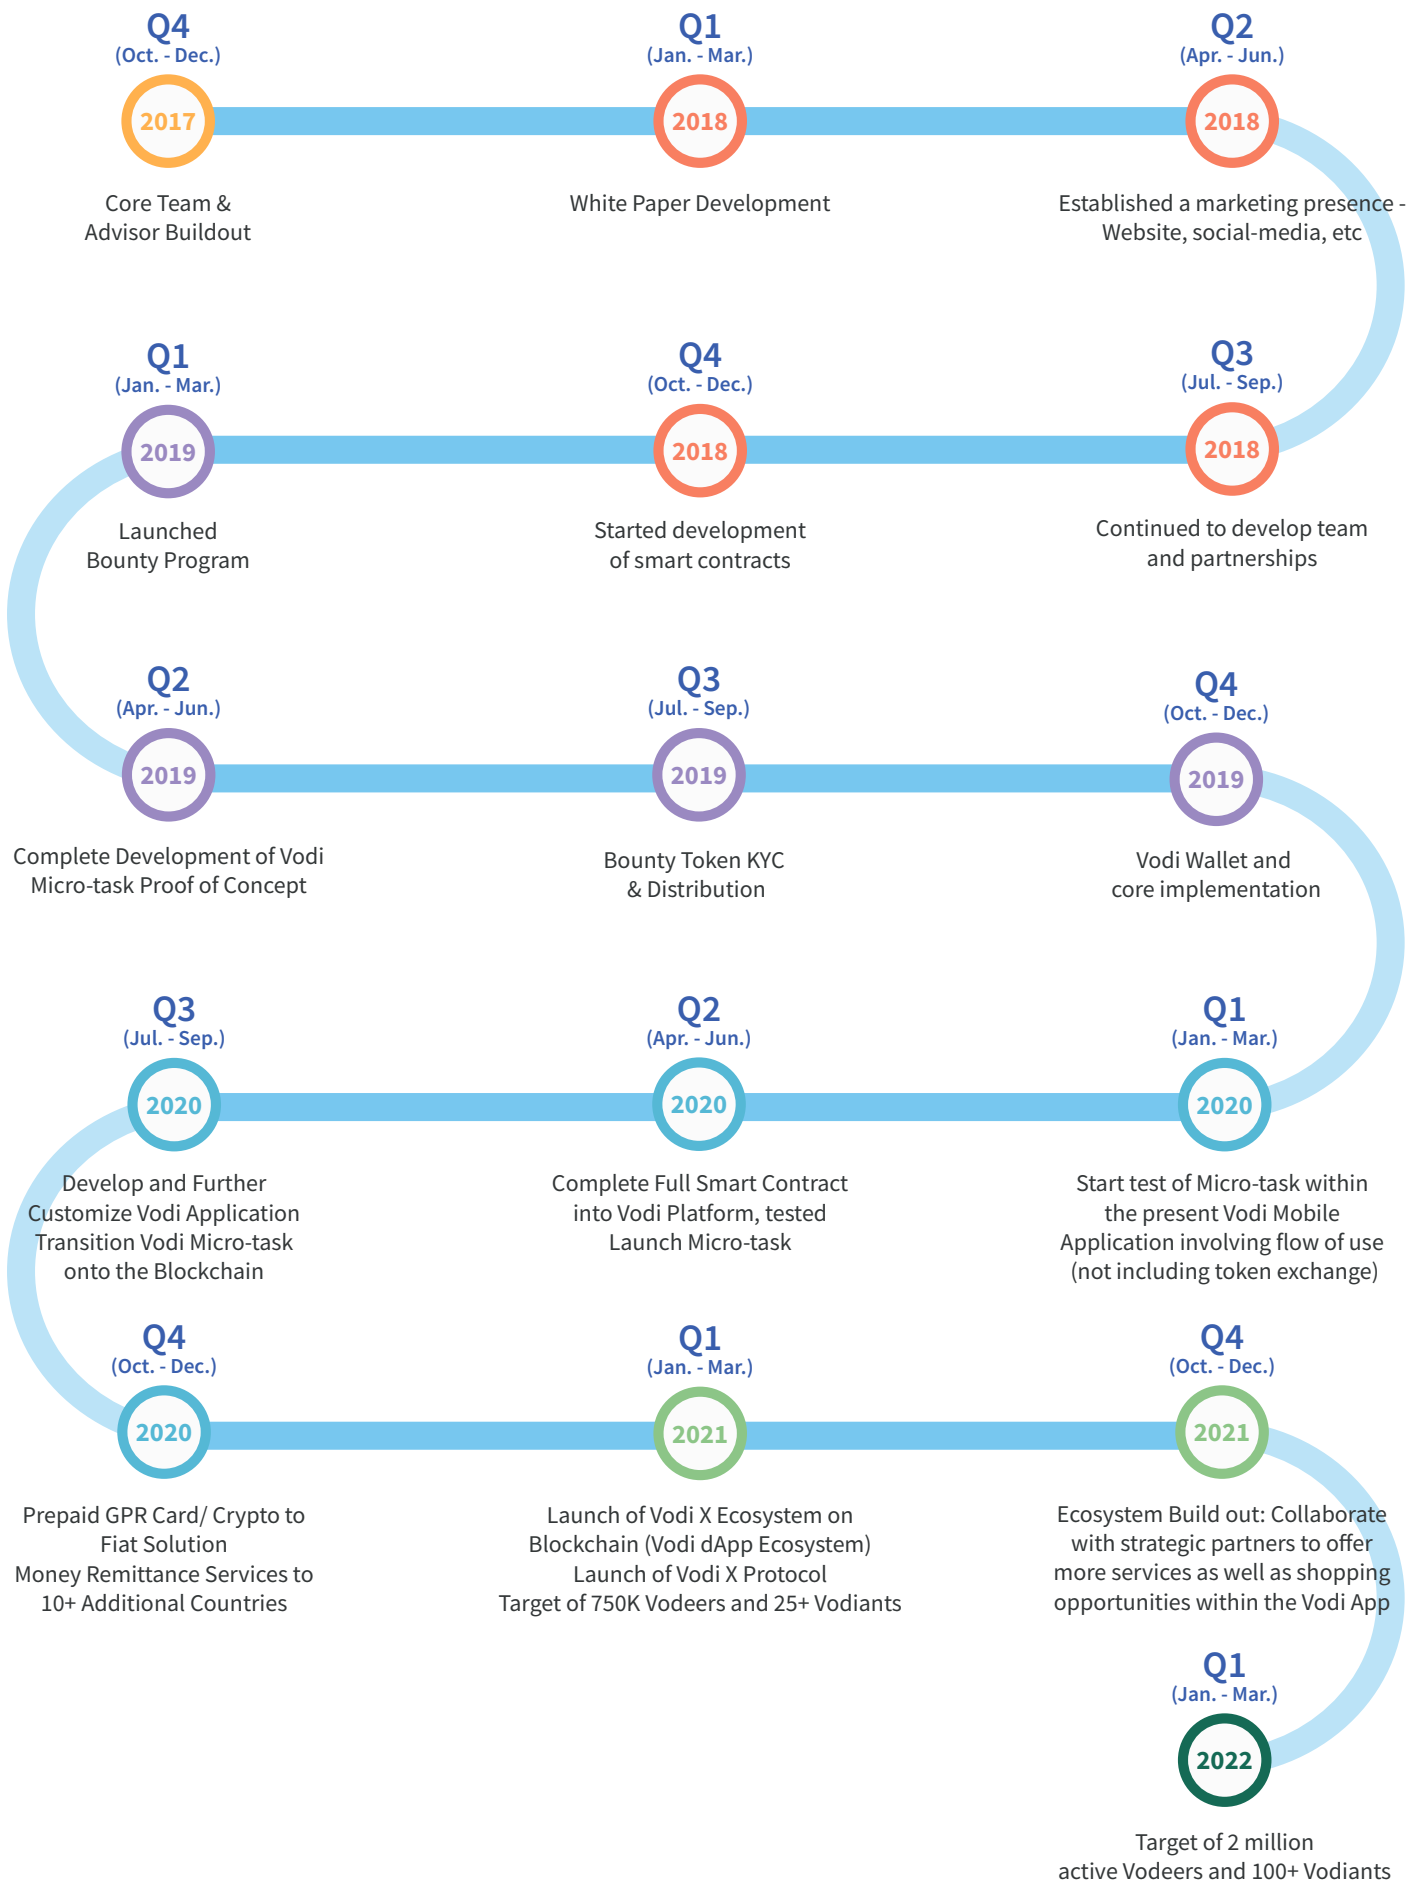 Q4
(Oct. - Dec.)
2017
Core Team &
Advisor Buildout
Q1
(Jan. - Mar.)
2018
White Paper Development
Q2
(Apr. - Jun.)
2018
Established a marketing presence -
Website, social-media, etc
Q3
(Jul. - Sep.)
2018
Continued to develop team
and partnerships
Q4
(Oct. - Dec.)
2018
Started development
of smart contracts
Q1
(Jan. - Mar.)
2019
Launched
Bounty Program
Q2
(Apr. - Jun.)
2019
Complete Development of Vodi
Micro-task Proof of Concept
Q3
(Jul. - Sep.)
2019
Bounty Token KYC
& Distribution
Q4
(Oct. - Dec.)
2019
Vodi Wallet and
core implementation
Q1
(Jan. - Mar.)
2020
Start test of Micro-task within
the present Vodi Mobile
Application involving flow of use
(not including token exchange)
Q2
(Apr. - Jun.)
2020
Complete Full Smart Contract
into Vodi Platform, tested
Launch Micro-task
Q3
(Jul. - Sep.)
2020
Develop and Further
Customize Vodi Application
Transition Vodi Micro-task
onto the Blockchain
Q4
(Oct. - Dec.)
2020
Prepaid GPR Card/ Crypto to
Fiat Solution
Money Remittance Services to
10+ Additional Countries
Q1
(Jan. - Mar.)
2021
Launch of Vodi X Ecosystem on
Blockchain (Vodi dApp Ecosystem)
Launch of Vodi X Protocol
Target of 750K Vodeers and 25+ Vodiants
Q4
(Oct. - Dec.)
2021
Ecosystem Build out: Collaborate
with strategic partners to offer
more services as well as shopping
opportunities within the Vodi App
Q1
(Jan. - Mar.)
2022
Target of 2 million
active Vodeers and 100+ Vodiants